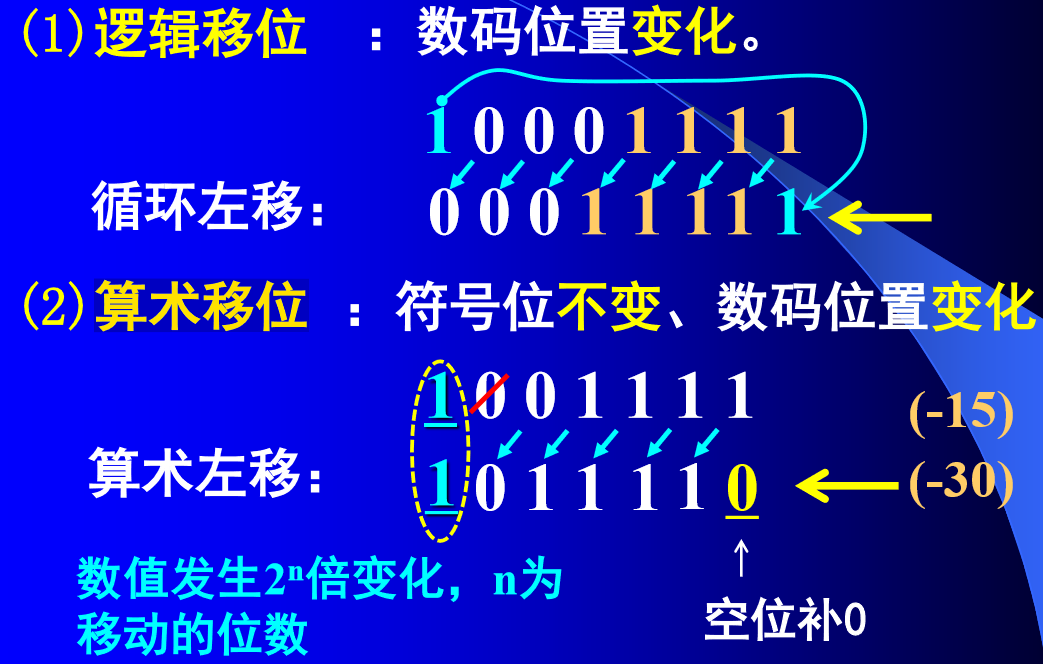 (1)逻辑移位 ：数码位置变化。
1 0 0 0 1 1 1 1
循环左移： 0 0 0 1 1 1 1 1
(2)算术移位 ：符号位不变、数码位置变化
1 0 0 1 1 1 1 (-15)
算术左移： 1 0 1 1 1 1 0 (-30)
数值发生2ⁿ倍变化，n为
移动的位数
空位补0